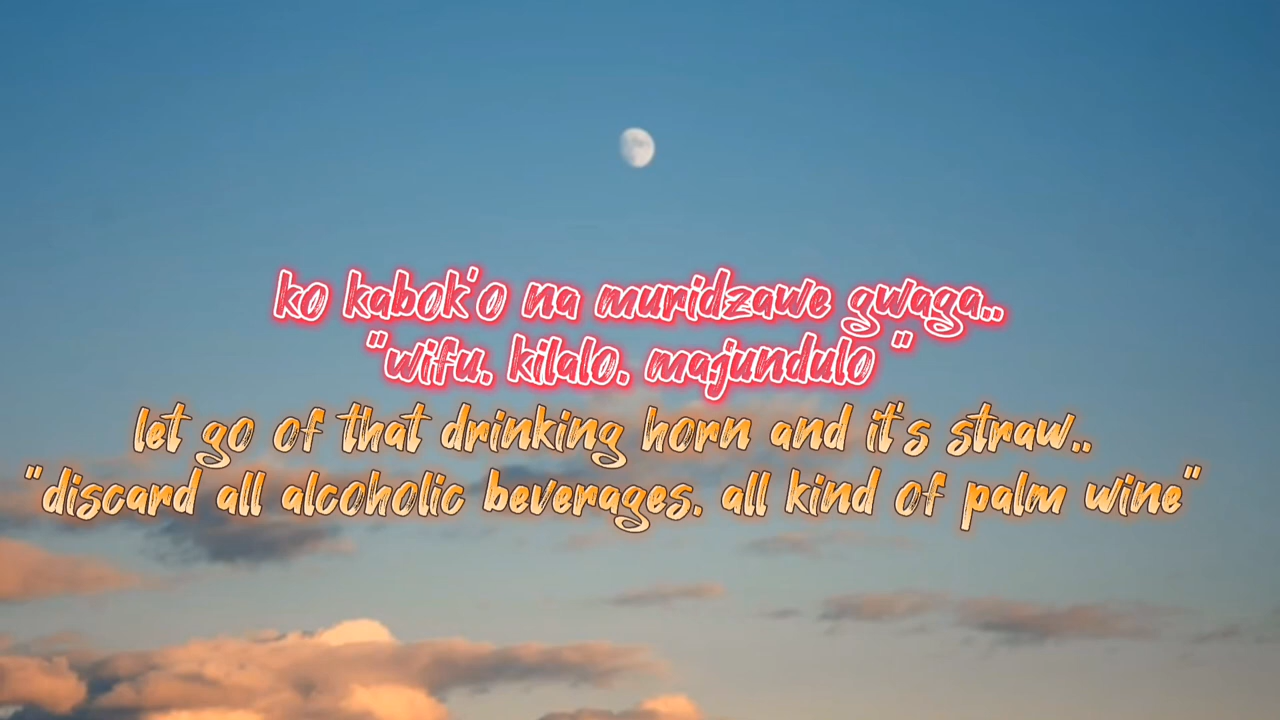 ko kabok'o na muridzawe gwaga..
"wifu, kilalo, majundulo"
let go of that drinking horn and it's straw..
"discard all alcoholic beverages, all kind of palm wine"